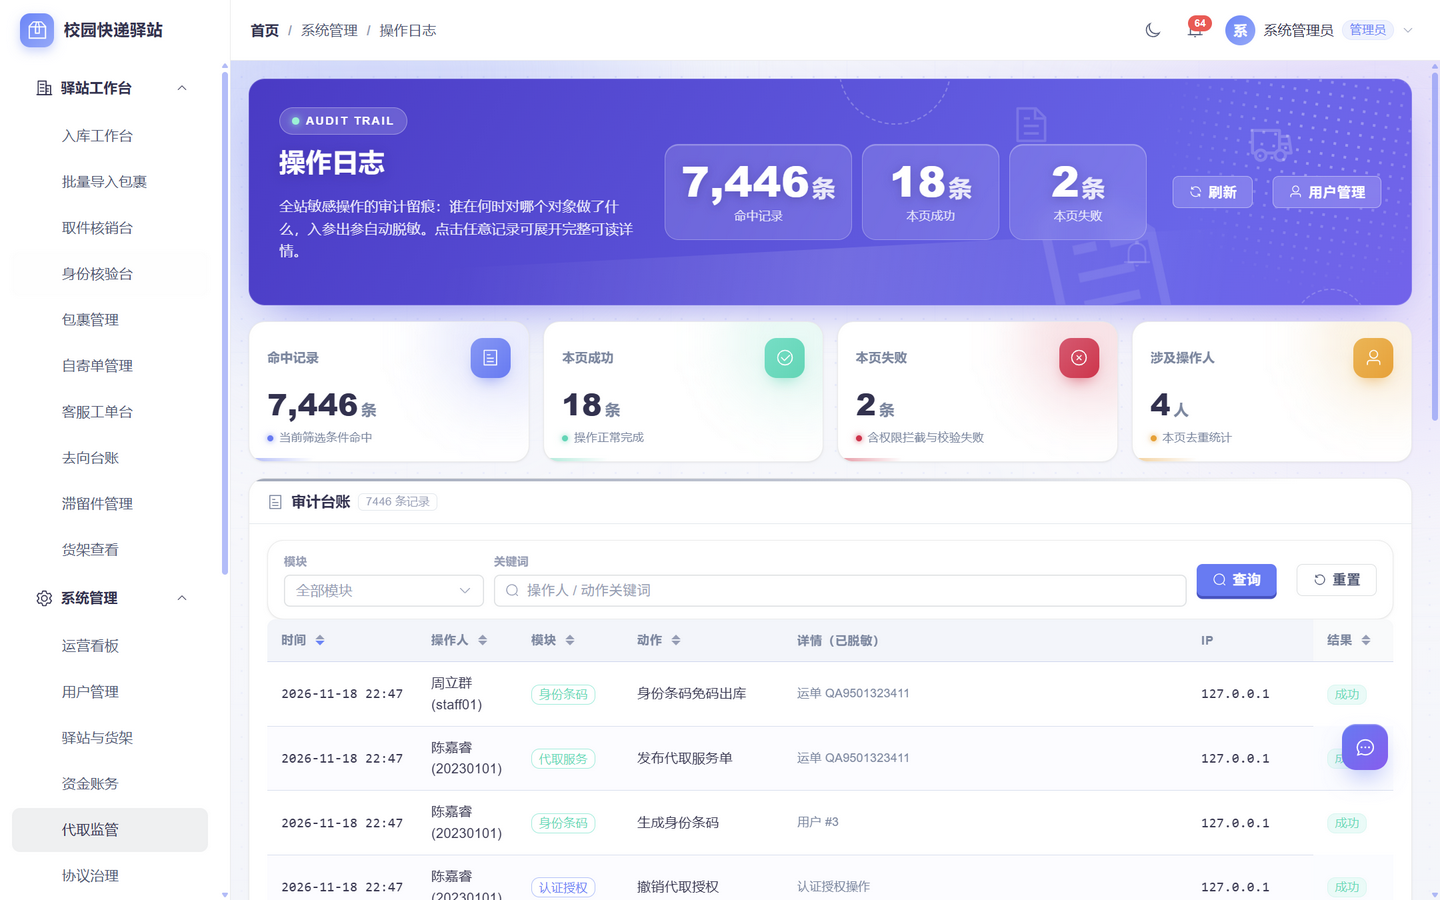 校园快递驿站
首页 / 系统管理 / 操作日志
64
系 系统管理员 管理员
驿站工作台
入库工作台
批量导入包裹
取件核销台
身份核验台
包裹管理
自寄单管理
客服工单台
去向台账
滞留件管理
货架查看
系统管理
运营看板
用户管理
驿站与货架
资金账务
代取监管
协议治理
AUDIT TRAIL
操作日志
全站敏感操作的审计留痕：谁在何时对哪个对象做了什
么，入参出参自动脱敏。点击任意记录可展开完整可读详
情。
7,446条
命中记录
18条
本页成功
2条
本页失败
刷新
用户管理
命中记录
7,446条
当前筛选条件命中
本页成功
18条
操作正常完成
本页失败
2条
含权限拦截与校验失败
涉及操作人
4人
本页去重统计
审计台账 7446 条记录
模块
全部模块
关键词
操作人 / 动作关键词
查询
重置
时间 操作人 模块 动作 详情（已脱敏） IP 结果
2026-11-18 22:47 周立群 (staff01) 身份条码 身份条码免码出库 运单 QA9501323411 127.0.0.1 成功
2026-11-18 22:47 陈嘉睿 (20230101) 代取服务 发布代取服务单 运单 QA9501323411 127.0.0.1
2026-11-18 22:47 陈嘉睿 (20230101) 身份条码 生成身份条码 用户 #3 127.0.0.1 成功
2026-11-18 22:47 陈嘉睿 (20230101) 认证授权 撤销代取授权 认证授权操作 127.0.0.1 成功